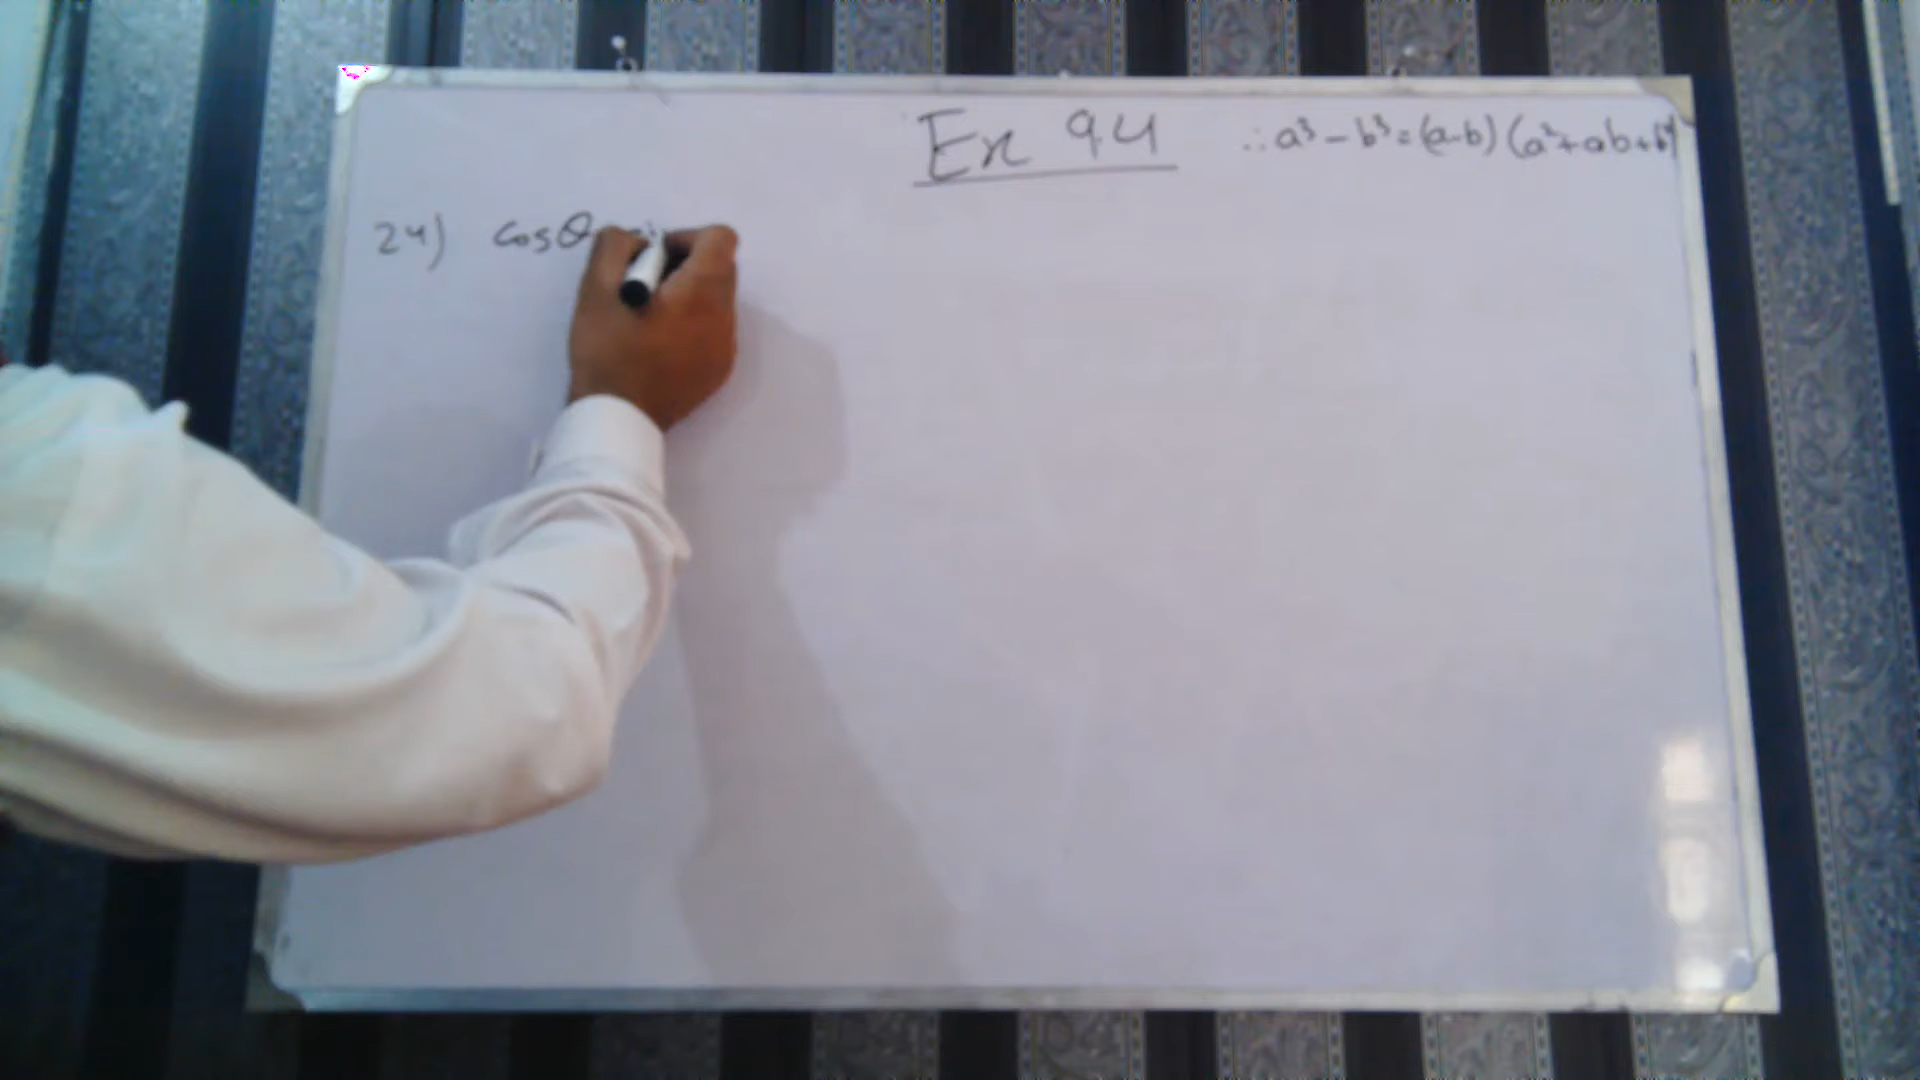 Ex 9.4
∴ a³ - b³ = (a-b) (a²+ab+b²
24) Cosθ